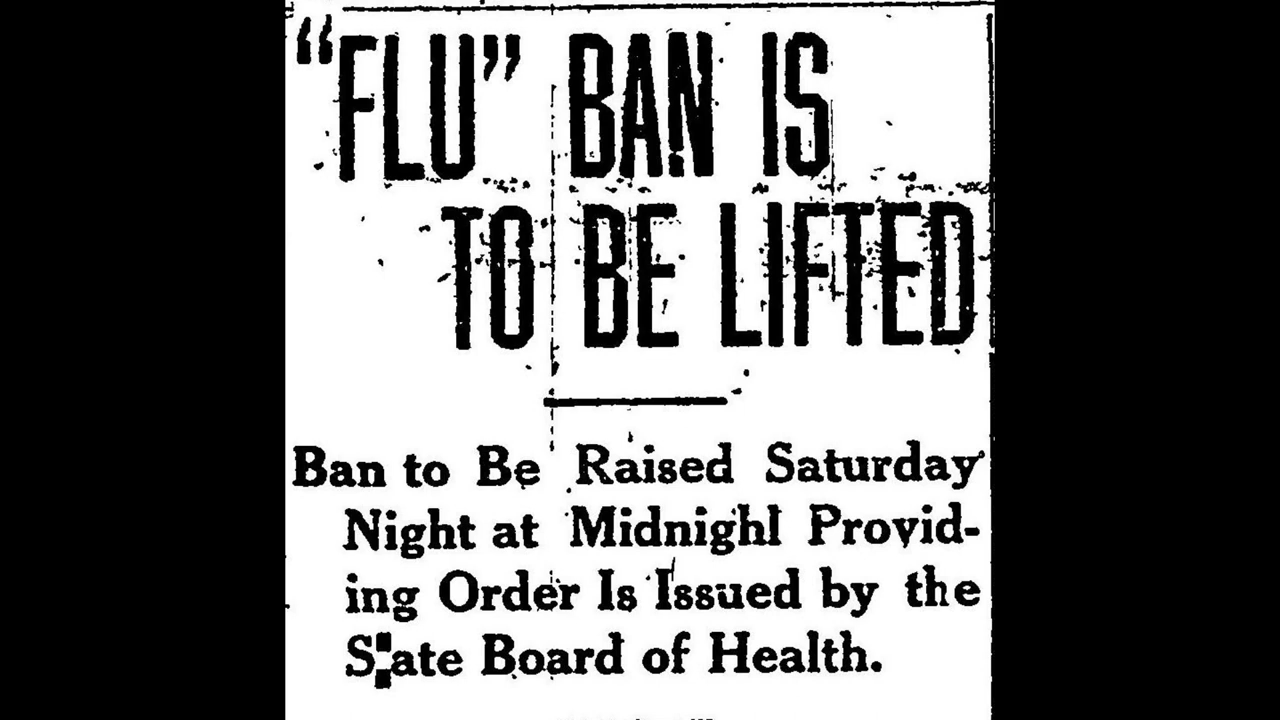 “FLU” BAN IS
TO BE LIFTED
Ban to Be Raised Saturday
Night at Midnighl Provid-
ing Order Is Issued by the
State Board of Health.